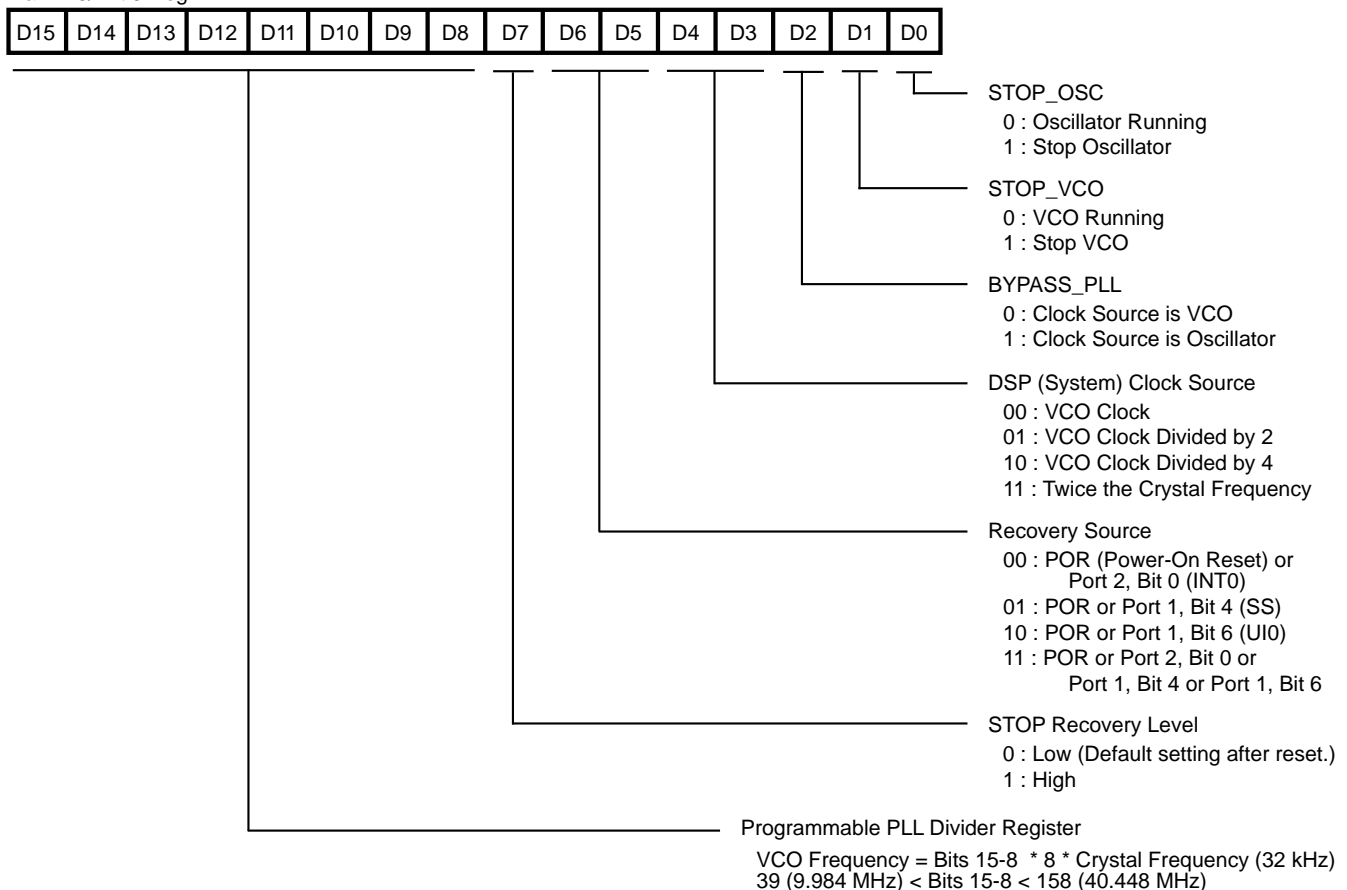 D15 D14 D13 D12 D11 D10 D9 D8 D7 D6 D5 D4 D3 D2 D1 D0
STOP_OSC
0 : Oscillator Running
1 : Stop Oscillator
STOP_VCO
0 : VCO Running
1 : Stop VCO
BYPASS_PLL
0 : Clock Source is VCO
1 : Clock Source is Oscillator
DSP (System) Clock Source
00 : VCO Clock
01 : VCO Clock Divided by 2
10 : VCO Clock Divided by 4
11 : Twice the Crystal Frequency
Recovery Source
00 : POR (Power-On Reset) or
Port 2, Bit 0 (INT0)
01 : POR or Port 1, Bit 4 (SS)
10 : POR or Port 1, Bit 6 (UI0)
11 : POR or Port 2, Bit 0 or
Port 1, Bit 4 or Port 1, Bit 6
STOP Recovery Level
0 : Low (Default setting after reset.)
1 : High
Programmable PLL Divider Register
VCO Frequency = Bits 15-8 * 8 * Crystal Frequency (32 kHz)
39 (9.984 MHz) < Bits 15-8 < 158 (40.448 MHz)